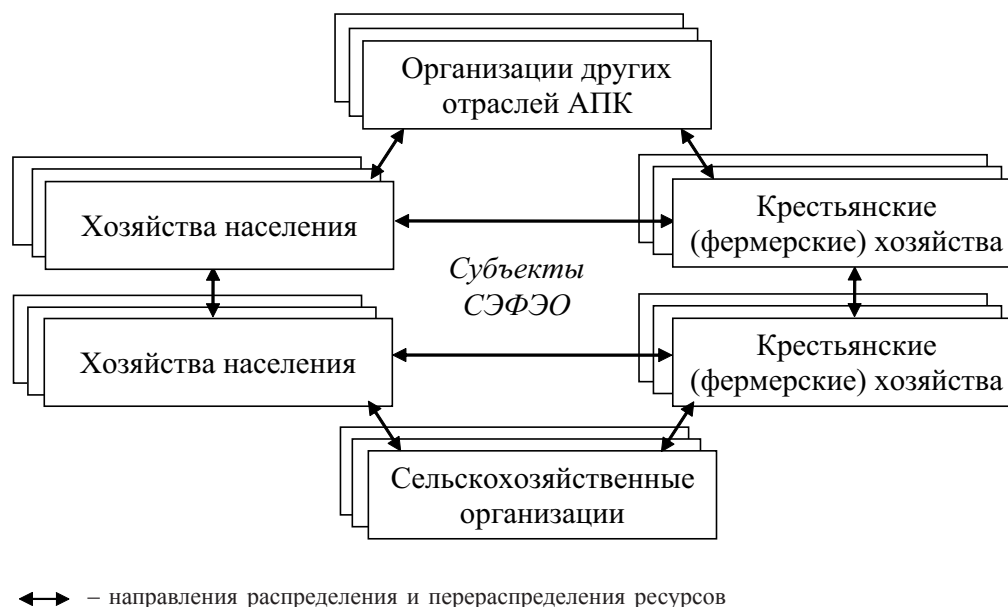 Организации других
отраслей АПК
Хозяйства населения
Крестьянские
(фермерские) хозяйства
Субъекты
СЭФЭО
Хозяйства населения
Крестьянские
(фермерские) хозяйства
Сельскохозяйственные
организации
– направления распределения и перераспределения ресурсов